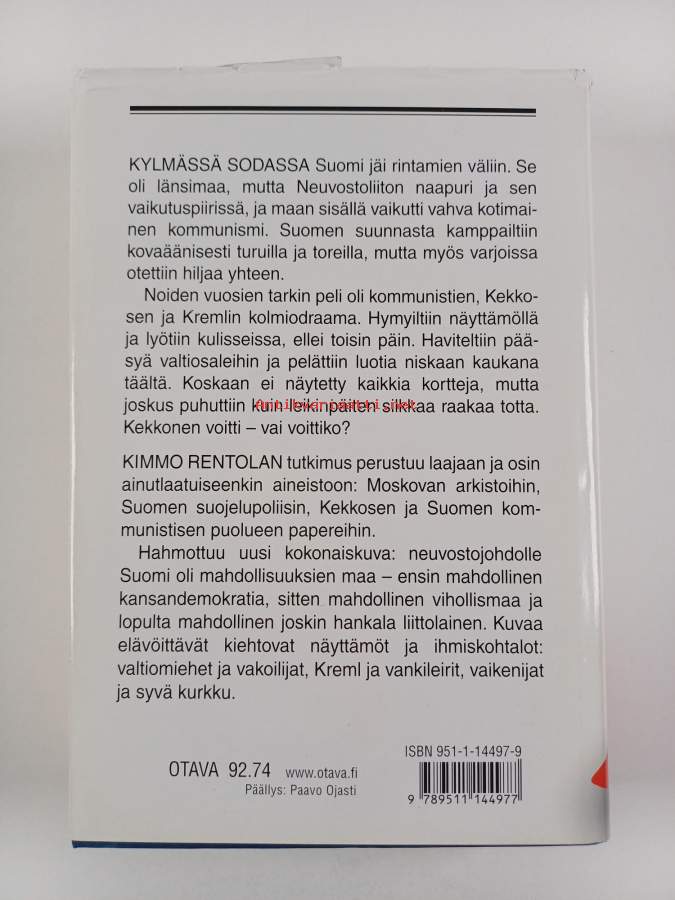 KYLMÄSSÄ SODASSA Suomi jäi rintamien väliin. Se
oli länsimaa, mutta Neuvostoliiton naapuri ja sen
vaikutuspiirissä, ja maan sisällä vaikutti vahva kotimai-
nen kommunismi. Suomen suunnasta kamppailtiin
kovaäänisesti turuilla ja toreilla, mutta myös varjoissa
otettiin hiljaa yhteen.
Noiden vuosien tarkin peli oli kommunistien, Kekko-
sen ja Kremlin kolmiodraama. Hymyiltiin näyttämöllä
ja lyötiin kulisseissa, ellei toisin päin. Haviteltiin pää-
syä valtiosaleihin ja pelättiin luotia niskaan kaukana
täältä. Koskaan ei näytetty kaikkia kortteja, mutta
joskus puhuttiin kuin leikinpäiten silkkaa raakaa totta.
Antikvariaatti.net
Kekkonen voitti – vai voittiko?
KIMMO RENTOLAN tutkimus perustuu laajaan ja osin
ainutlaatuiseenkin aineistoon: Moskovan arkistoihin,
Suomen suojelupoliisin, Kekkosen ja Suomen kom-
munistisen puolueen papereihin.
Hahmottuu uusi kokonaiskuva: neuvostojohdolle
Suomi oli mahdollisuuksien maa – ensin mahdollinen
kansandemokratia, sitten mahdollinen vihollismaa ja
lopulta mahdollinen joskin hankala liittolainen. Kuvaa
elävöittävät kiehtovat näyttämöt ja ihmiskohtalot:
valtiomiehet ja vakoilijat, Kreml ja vankileirit, vaikenijat
ja syvä kurkku.
ISBN 951-1-14497-9
OTAVA 92.74 www.otava.fi
Päällys: Paavo Ojasti
9 789511 144977